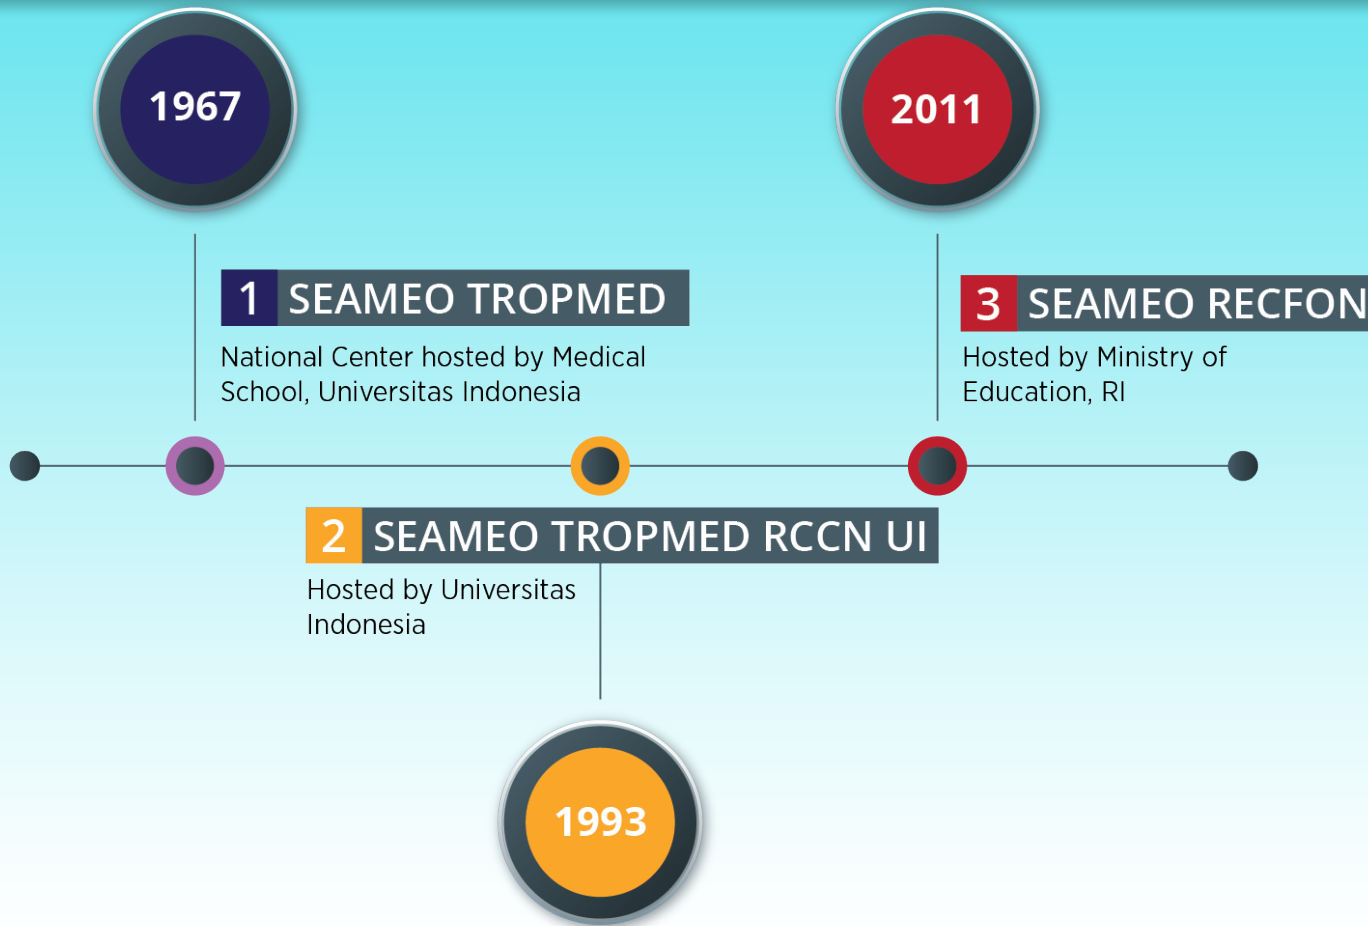 1967
2011
1 SEAMEO TROPMED
National Center hosted by Medical
School, Universitas Indonesia
3 SEAMEO RECFON
Hosted by Ministry of
Education, RI
2 SEAMEO TROPMED RCCN UI
Hosted by Universitas
Indonesia
1993